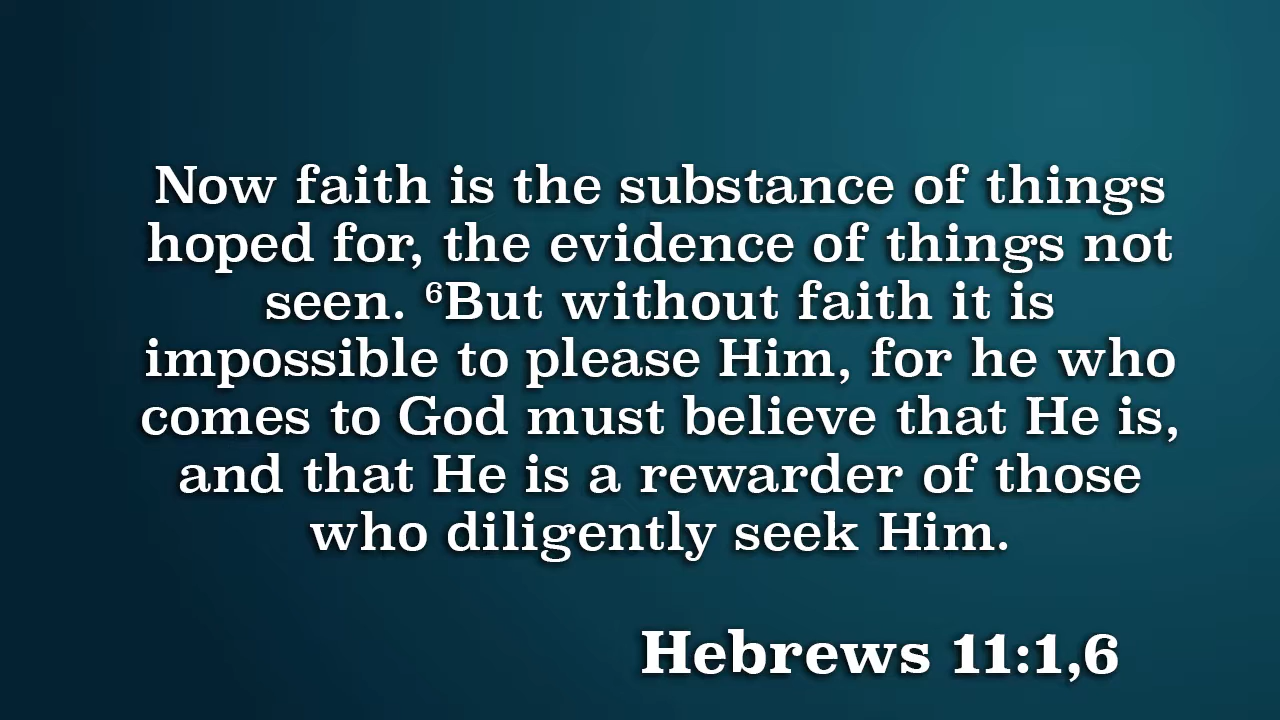 Now faith is the substance of things
hoped for, the evidence of things not
seen. ⁶But without faith it is
impossible to please Him, for he who
comes to God must believe that He is,
and that He is a rewarder of those
who diligently seek Him.
Hebrews 11:1,6